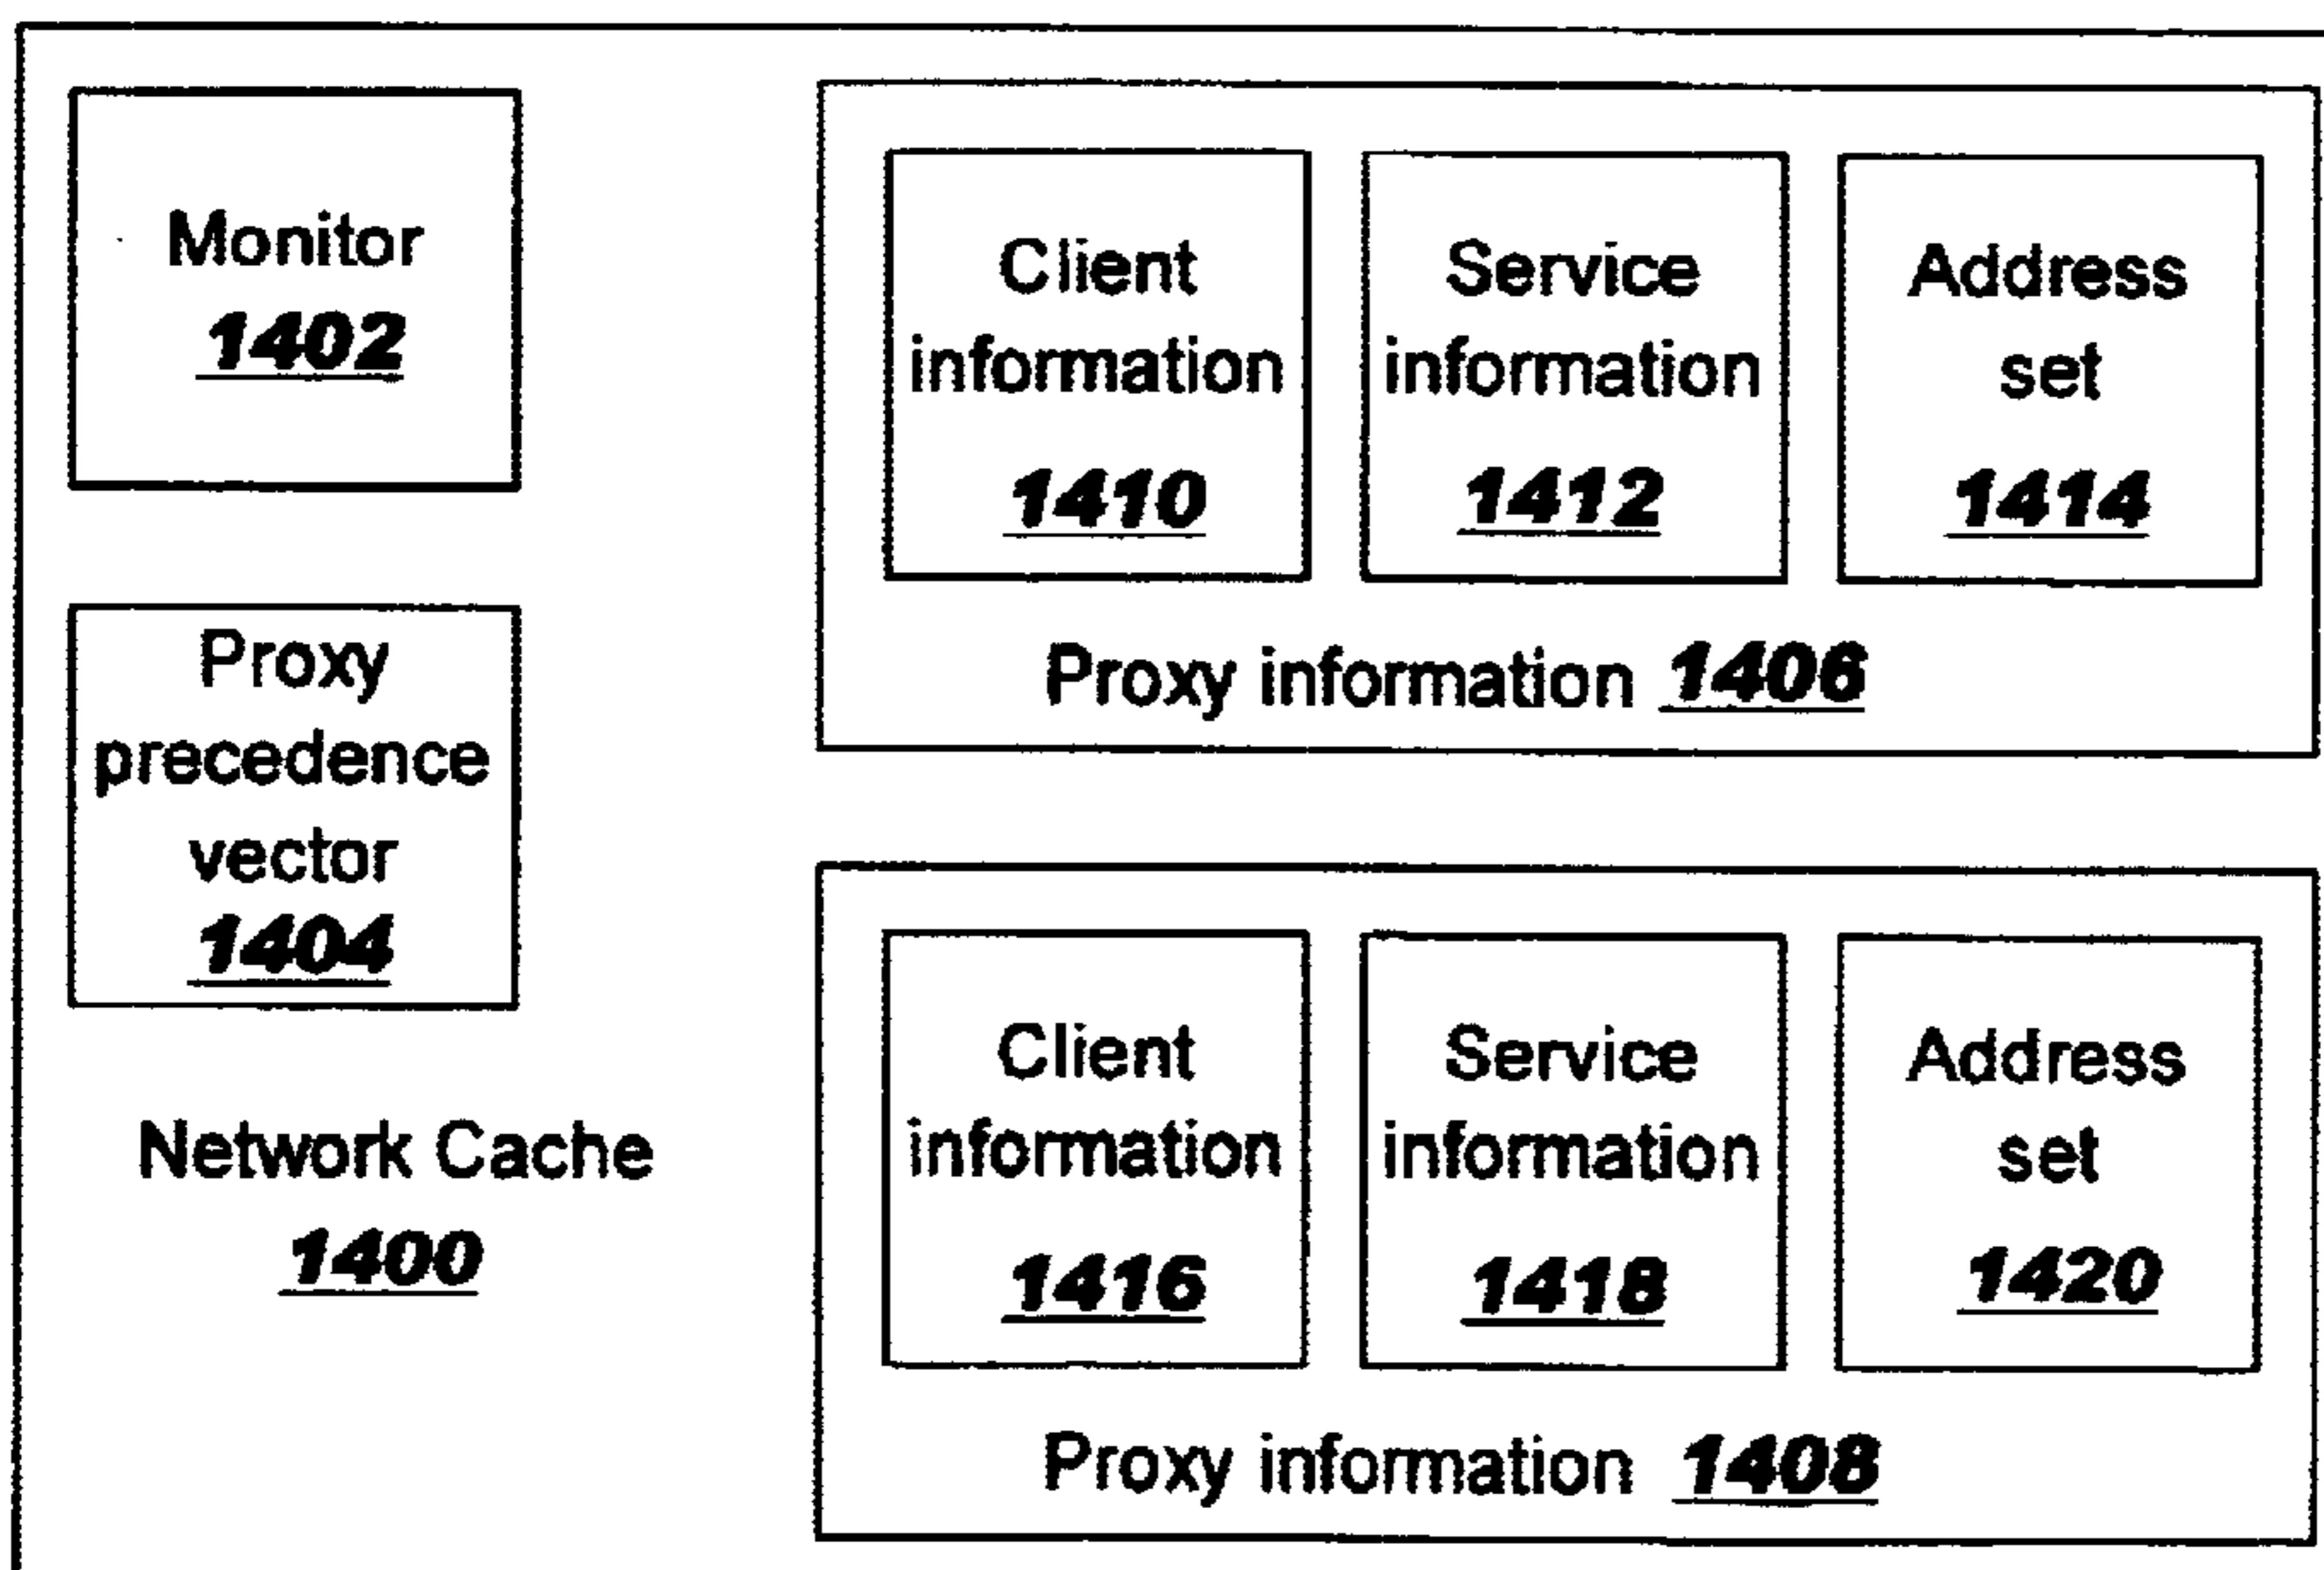 Monitor
1402
Proxy
precedence
vector
1404
Network Cache
1400
Client
information
1410
Service
information
1412
Address
set
1414
Proxy information 1406
Client
information
1416
Service
information
1418
Address
set
1420
Proxy information 1408